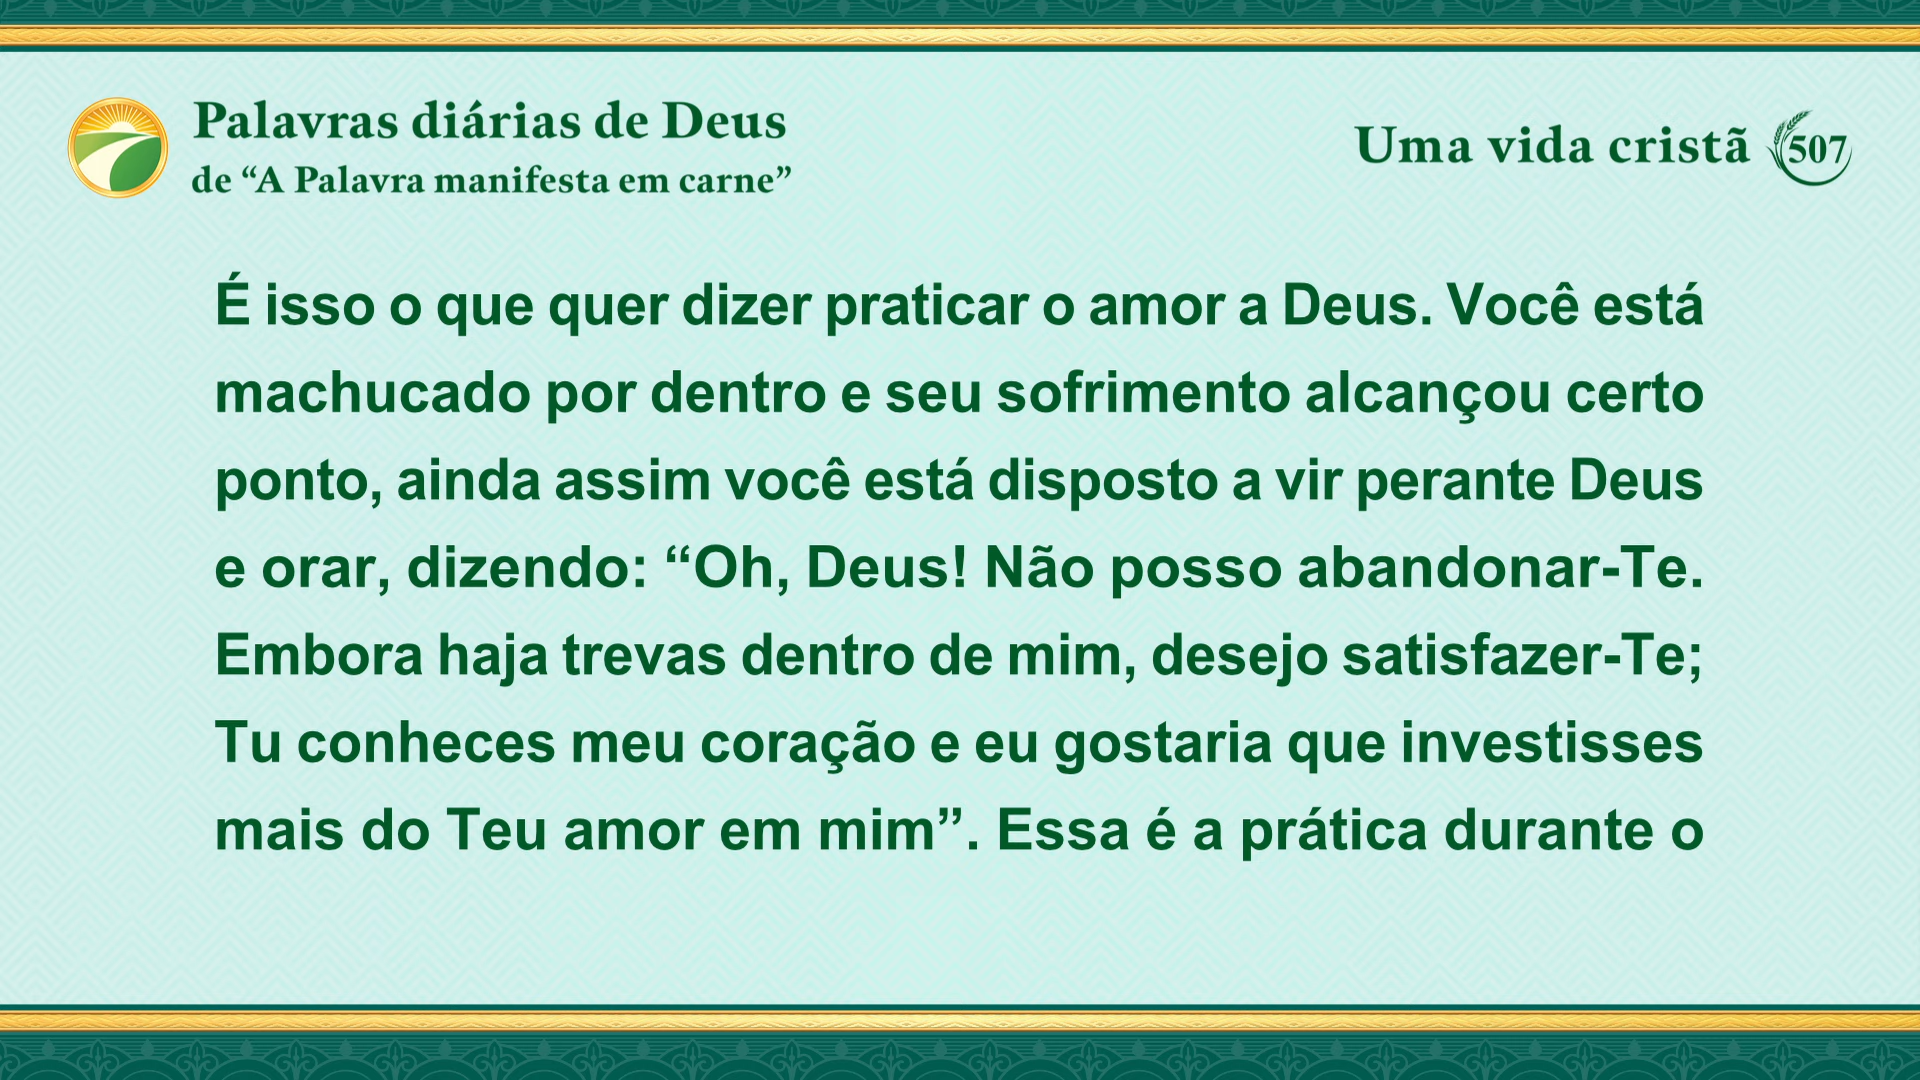 Palavras diárias de Deus
de “A Palavra manifesta em carne”
Uma vida cristã 507
É isso o que quer dizer praticar o amor a Deus. Você está
machucado por dentro e seu sofrimento alcançou certo
ponto, ainda assim você está disposto a vir perante Deus
e orar, dizendo: “Oh, Deus! Não posso abandonar-Te.
Embora haja trevas dentro de mim, desejo satisfazer-Te;
Tu conheces meu coração e eu gostaria que investisses
mais do Teu amor em mim”. Essa é a prática durante o